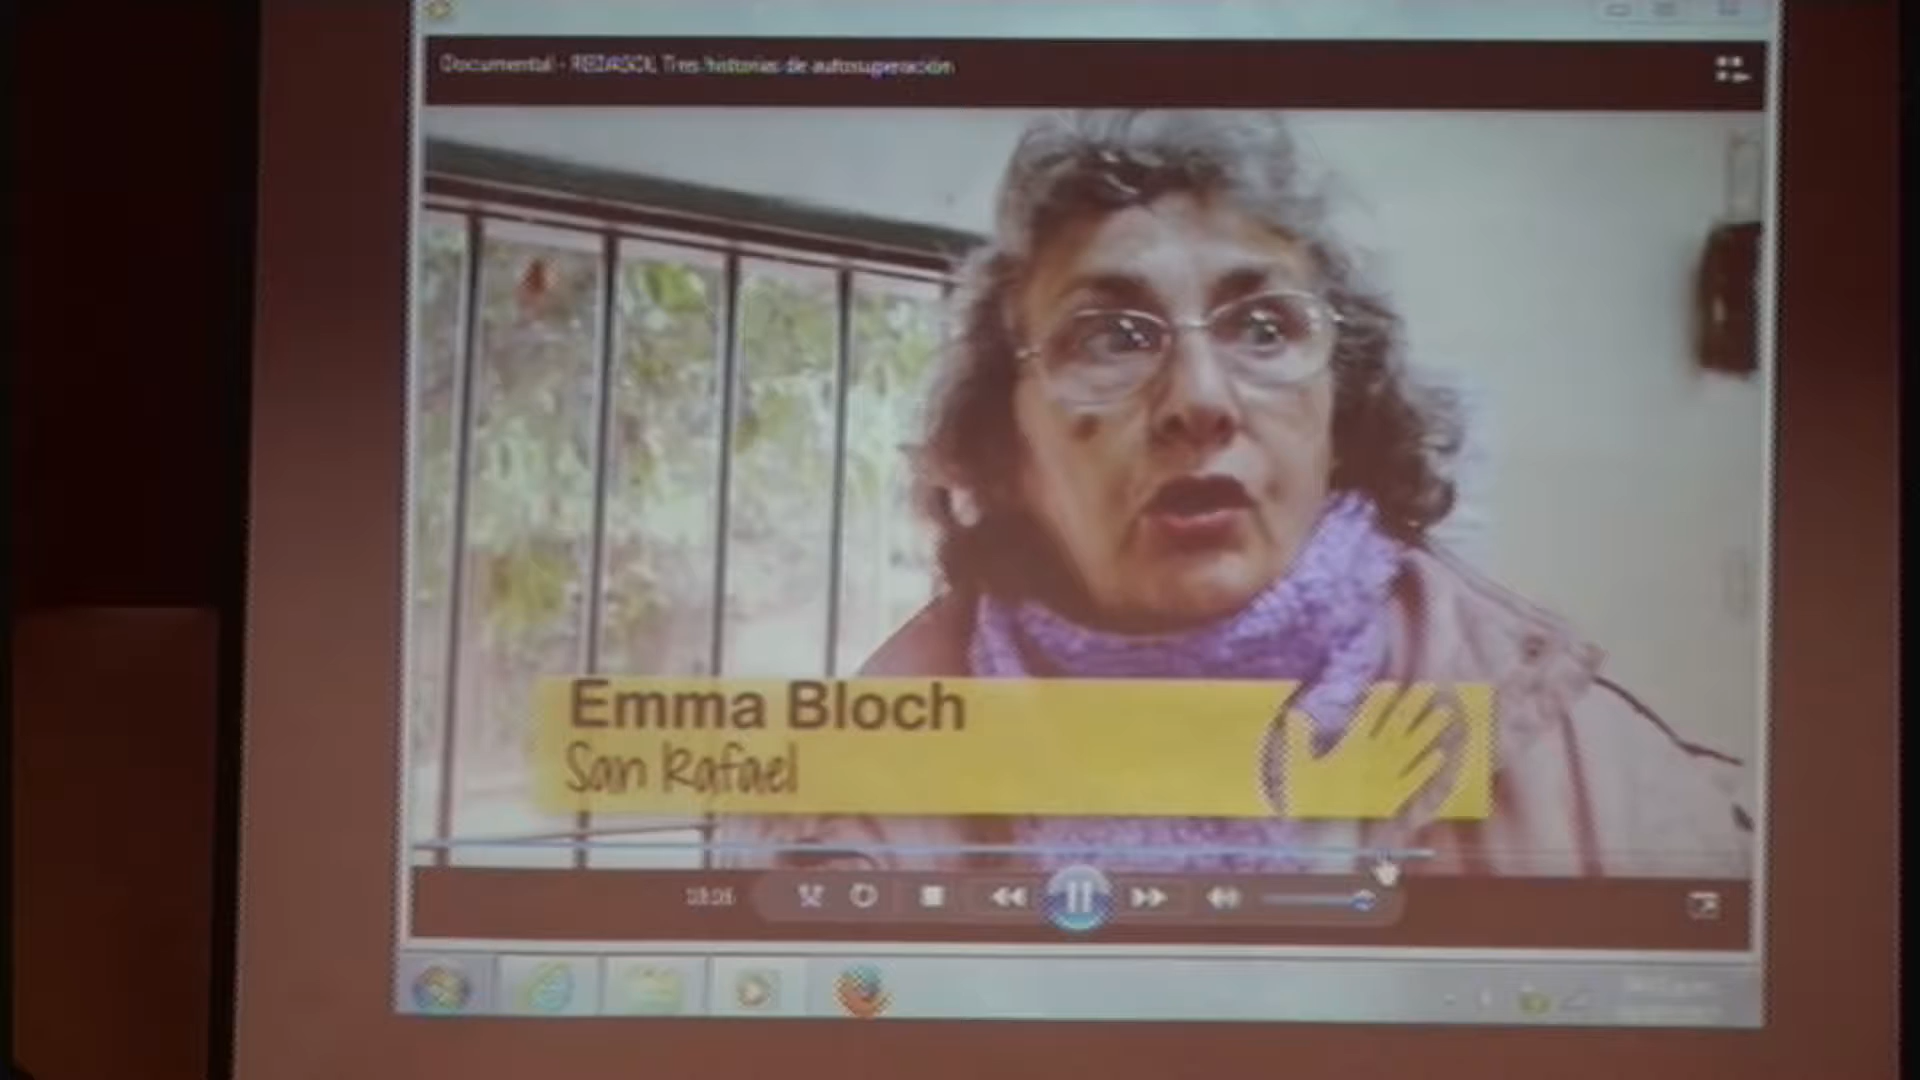 Documental - REDASOL Tres historias de autosuperación
Emma Bloch
San Rafael